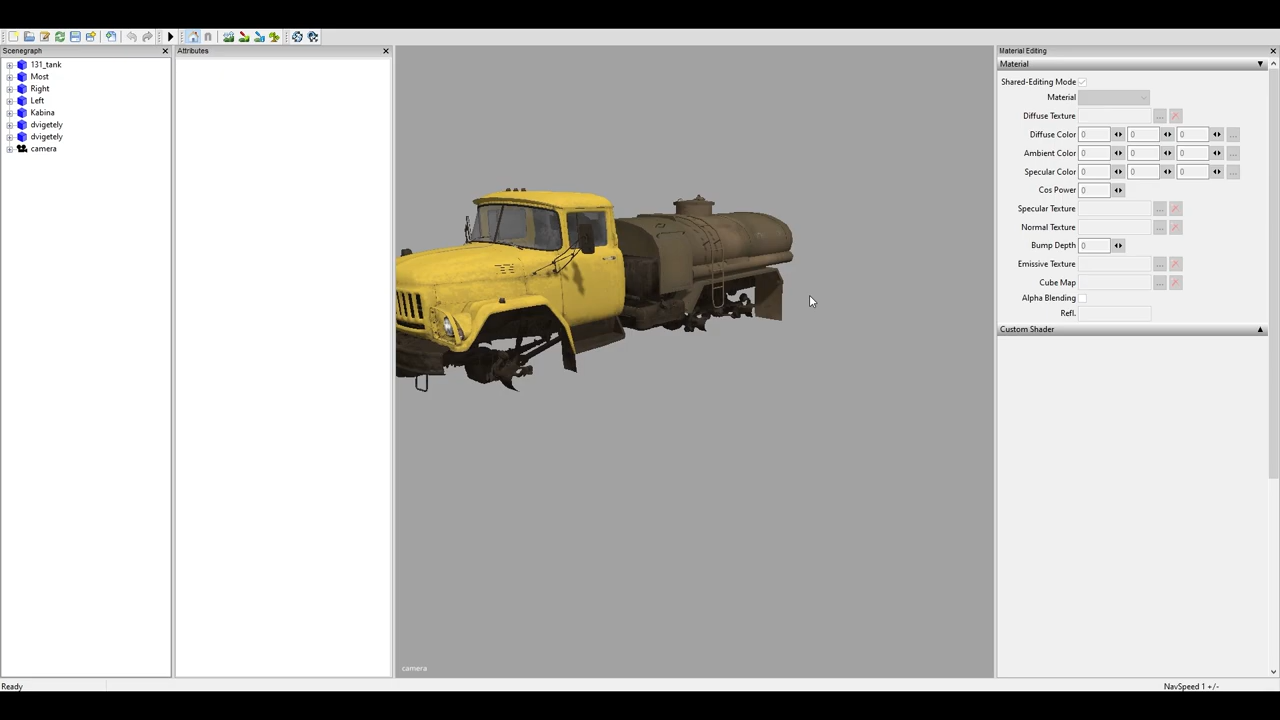 Scenegraph
131_tank
Most
Right
Left
Kabina
dvigetely
dvigetely
camera
Attributes
camera
Material Editing
Material
Shared-Editing Mode
Material
Diffuse Texture ...
Diffuse Color 0 0 0 ...
Ambient Color 0 0 0 ...
Specular Color 0 0 0 ...
Cos Power 0
Specular Texture ...
Normal Texture ...
Bump Depth 0
Emissive Texture ...
Cube Map ...
Alpha Blending
Refl.
Custom Shader
Ready
NavSpeed 1 +/-